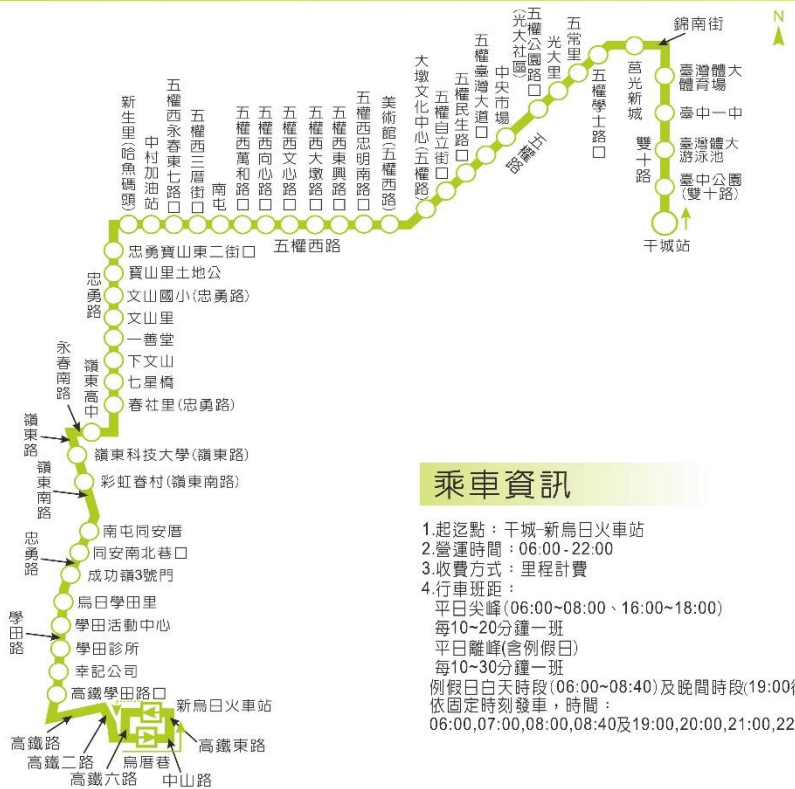 N
錦南街
臺灣體大
體育場
臺中一中
臺灣體大
游泳池
臺中公園
(雙十路)
雙十路
干城站
莒光新城
五權學士路口
五常里
光大里
五權公園路口
(光大社區)
中央市場
五權臺灣大道口
五權民生路口
五權自立街口
大墩文化中心(五權路)
五權路
美術館(五權西路)
五權西忠明南路口
五權西東興路口
五權西大墩路口
五權西文心路口
五權西向心路口
五權西萬和路口
南屯
五權西三厝街口
五權西永春東七路口
中村加油站
新生里(哈魚碼頭)
五權西路
忠勇寶山東二街口
寶山里土地公
文山國小(忠勇路)
文山里
一善堂
下文山
七星橋
春社里(忠勇路)
忠勇路
嶺東高中
永春南路
嶺東路
嶺東科技大學(嶺東路)
彩虹眷村(嶺東南路)
嶺東南路
南屯同安厝
同安南北巷口
成功嶺3號門
忠勇路
烏日學田里
學田活動中心
學田診所
幸記公司
高鐵學田路口
學田路
新烏日火車站
高鐵路
高鐵二路
高鐵六路
烏厝巷
中山路
高鐵東路
乘車資訊
1.起迄點：干城-新烏日火車站
2.營運時間：06:00-22:00
3.收費方式：里程計費
4.行車班距：
平日尖峰(06:00~08:00、16:00~18:00)
每10~20分鐘一班
平日離峰(含例假日)
每10~30分鐘一班
例假日白天時段(06:00~08:40)及晚間時段(19:00後
依固定時刻發車，時間：
06:00,07:00,08:00,08:40及19:00,20:00,21:00,22